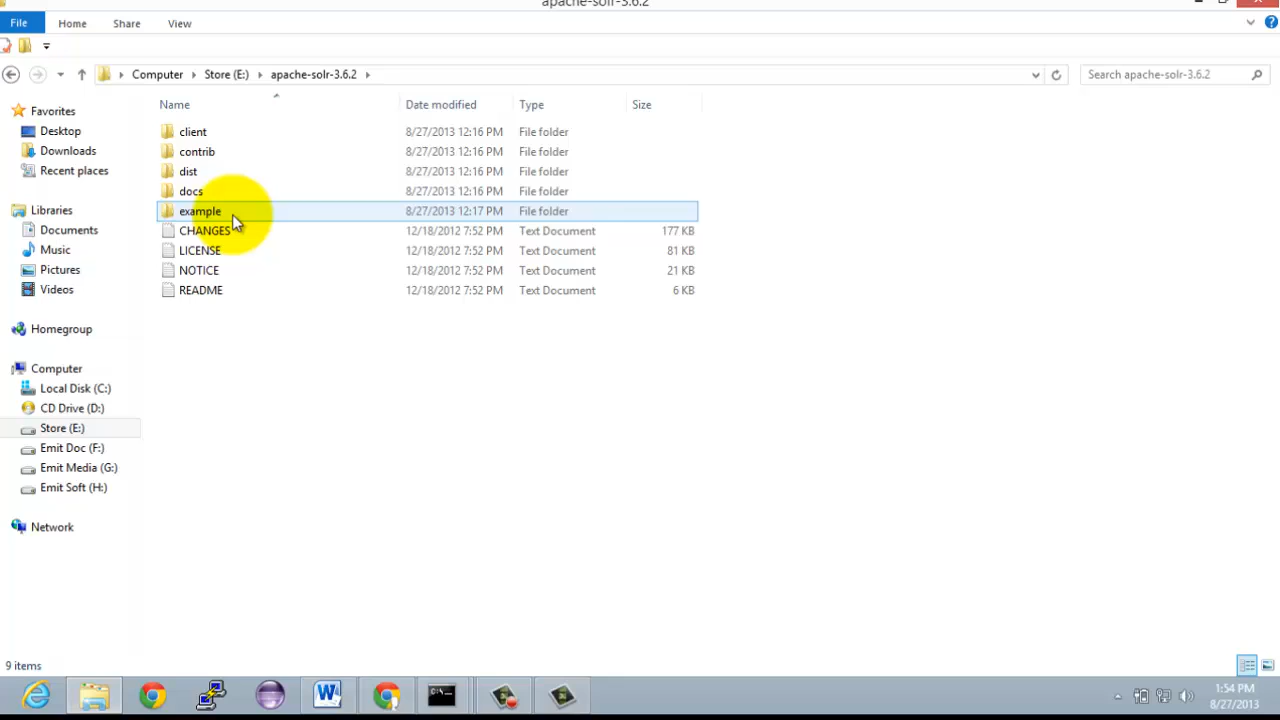 apache-solr-3.6.2
File Home Share View
Computer Store (E:) apache-solr-3.6.2 Search apache-solr-3.6.2
Name Date modified Type Size
Favorites
Desktop
Downloads
Recent places
Libraries
Documents
Music
Pictures
Videos
Homegroup
Computer
Local Disk (C:)
CD Drive (D:)
Store (E:)
Emit Doc (F:)
Emit Media (G:)
Emit Soft (H:)
Network
client 8/27/2013 12:16 PM File folder
contrib 8/27/2013 12:16 PM File folder
dist 8/27/2013 12:16 PM File folder
docs 8/27/2013 12:16 PM File folder
example 8/27/2013 12:17 PM File folder
CHANGES 12/18/2012 7:52 PM Text Document 177 KB
LICENSE 12/18/2012 7:52 PM Text Document 81 KB
NOTICE 12/18/2012 7:52 PM Text Document 21 KB
README 12/18/2012 7:52 PM Text Document 6 KB
9 items
1:54 PM
8/27/2013